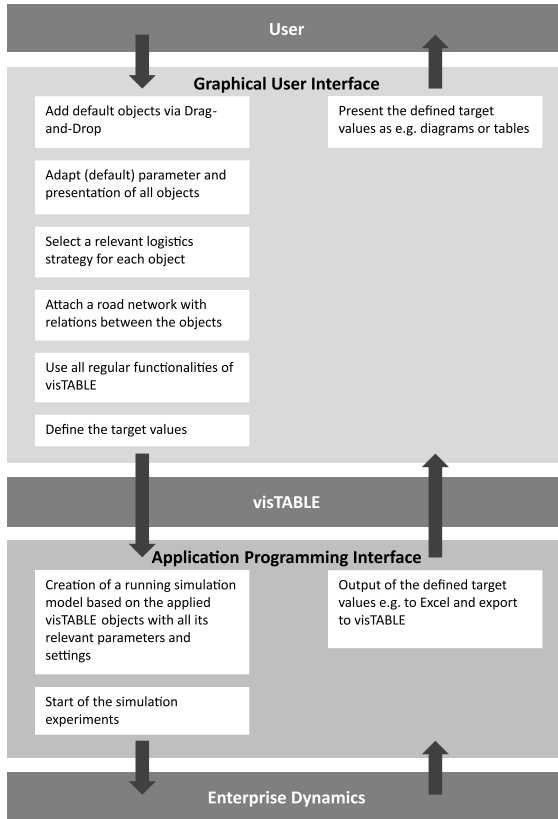 User
Graphical User Interface
Add default objects via Drag-
and-Drop
Adapt (default) parameter and
presentation of all objects
Select a relevant logistics
strategy for each object
Attach a road network with
relations between the objects
Use all regular functionalities of
visTABLE
Define the target values
Present the defined target
values as e.g. diagrams or tables
visTABLE
Application Programming Interface
Creation of a running simulation
model based on the applied
visTABLE objects with all its
relevant parameters and
settings
Start of the simulation
experiments
Output of the defined target
values e.g. to Excel and export
to visTABLE
Enterprise Dynamics